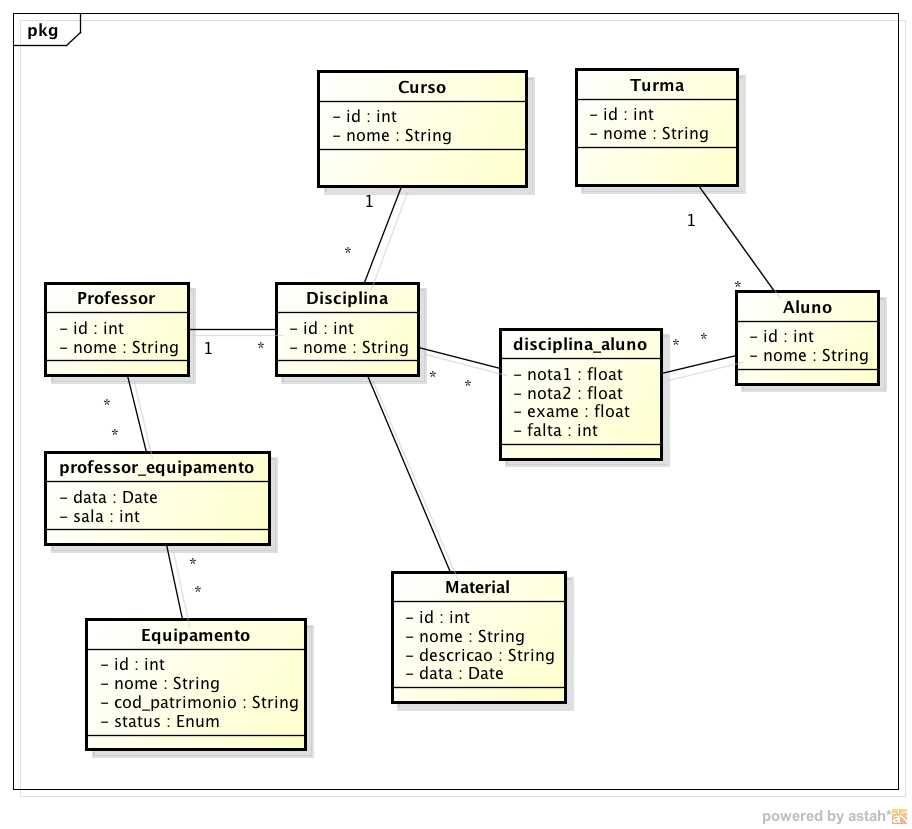 pkg
Curso
- id : int
- nome : String
Turma
- id : int
- nome : String
1
*
1
*
Professor
- id : int
- nome : String
1
*
Disciplina
- id : int
- nome : String
*
*
disciplina_aluno
- nota1 : float
- nota2 : float
- exame : float
- falta : int
*
*
Aluno
- id : int
- nome : String
*
*
professor_equipamento
- data : Date
- sala : int
*
*
Equipamento
- id : int
- nome : String
- cod_patrimonio : String
- status : Enum
Material
- id : int
- nome : String
- descricao : String
- data : Date
powered by astah*